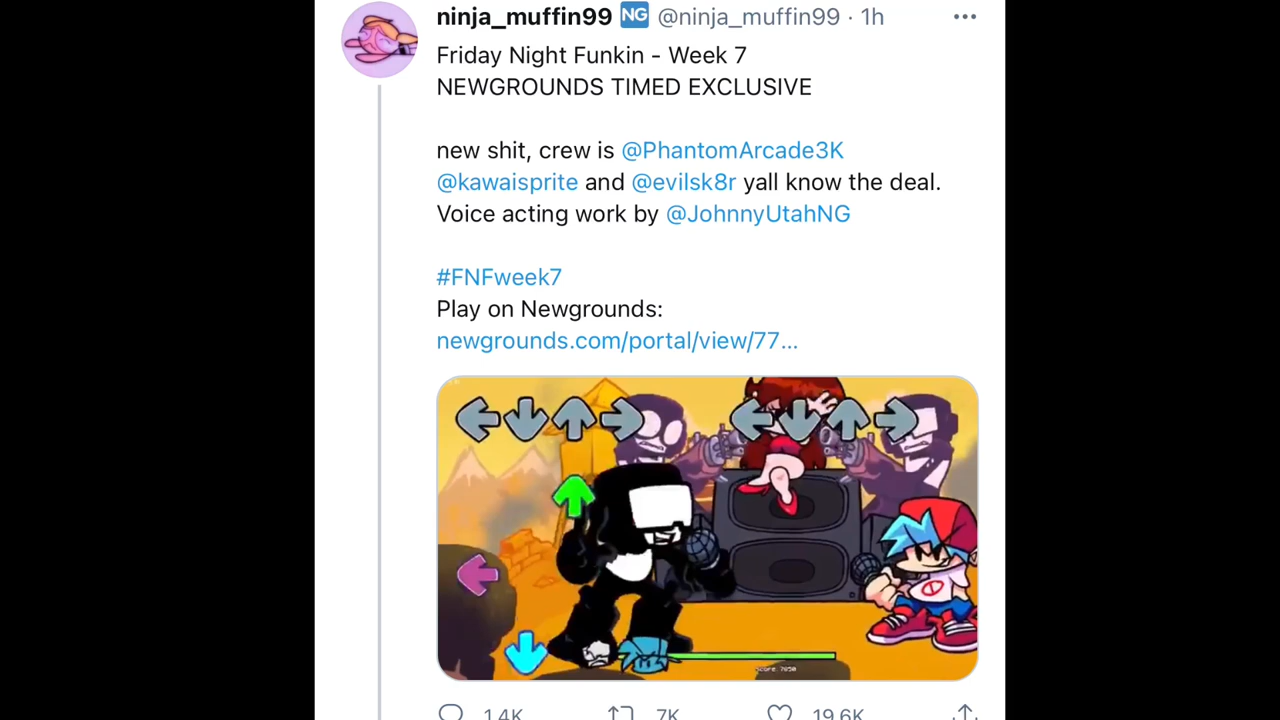 ninja_muffin99 NG @ninja_muffin99 · 1h
Friday Night Funkin - Week 7
NEWGROUNDS TIMED EXCLUSIVE
new shit, crew is @PhantomArcade3K
@kawaisprite and @evilsk8r yall know the deal.
Voice acting work by @JohnnyUtahNG
#FNFweek7
Play on Newgrounds:
newgrounds.com/portal/view/77...
Score: 7850
1.4K 7K 19.6K